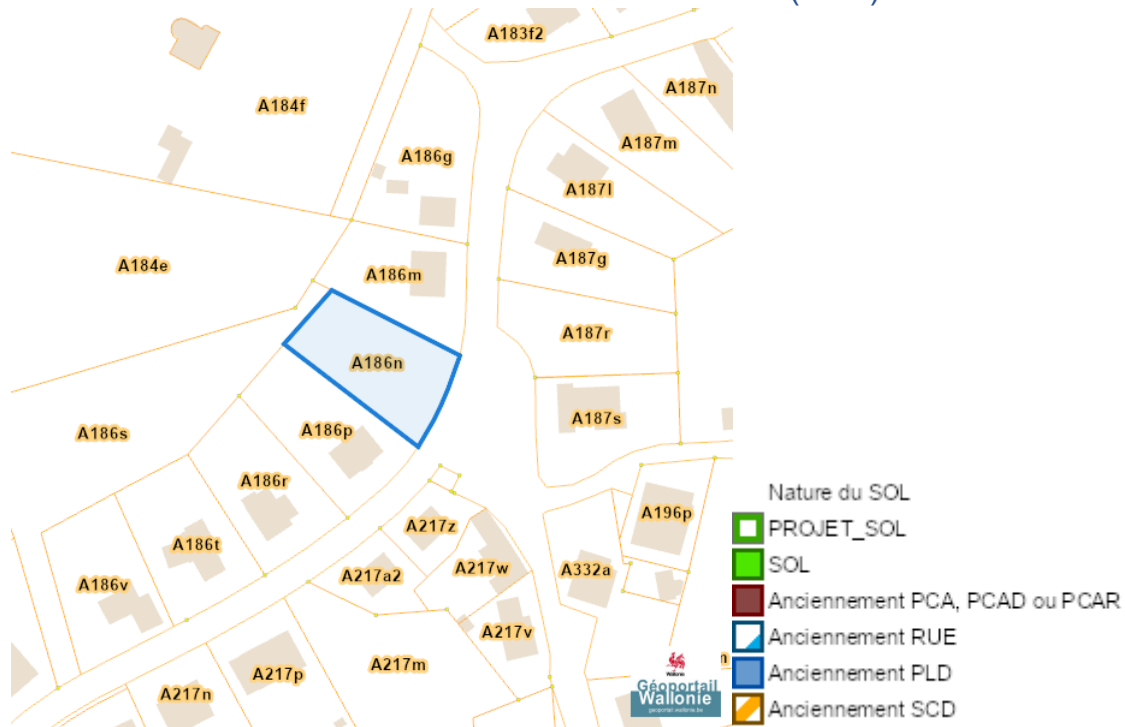 A183f2
A187n
A184f
A187m
A186g
A187l
A184e
A187g
A186m
A187r
A186n
A187s
A186s
A186p
A186r
A196p
A217z
A186t
A217w
A332a
A217a2
A186v
A217v
A217m
A217p
A217n
Wallonie
Géoportail
Wallonie
geoportail.wallonie.be
Nature du SOL
PROJET_SOL
SOL
Anciennement PCA, PCAD ou PCAR
Anciennement RUE
Anciennement PLD
Anciennement SCD